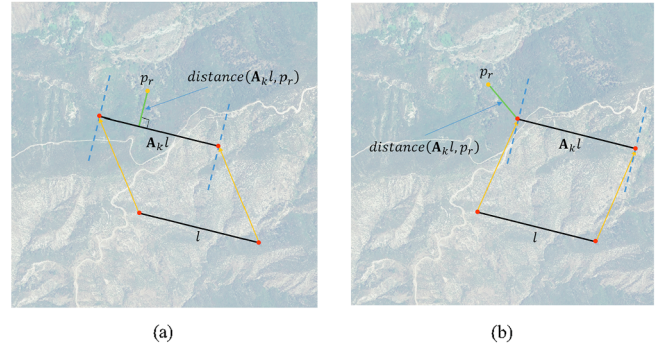 p_r
distance(A_k l, p_r)
A_k l
l
(a)
p_r
distance(A_k l, p_r)
A_k l
l
(b)